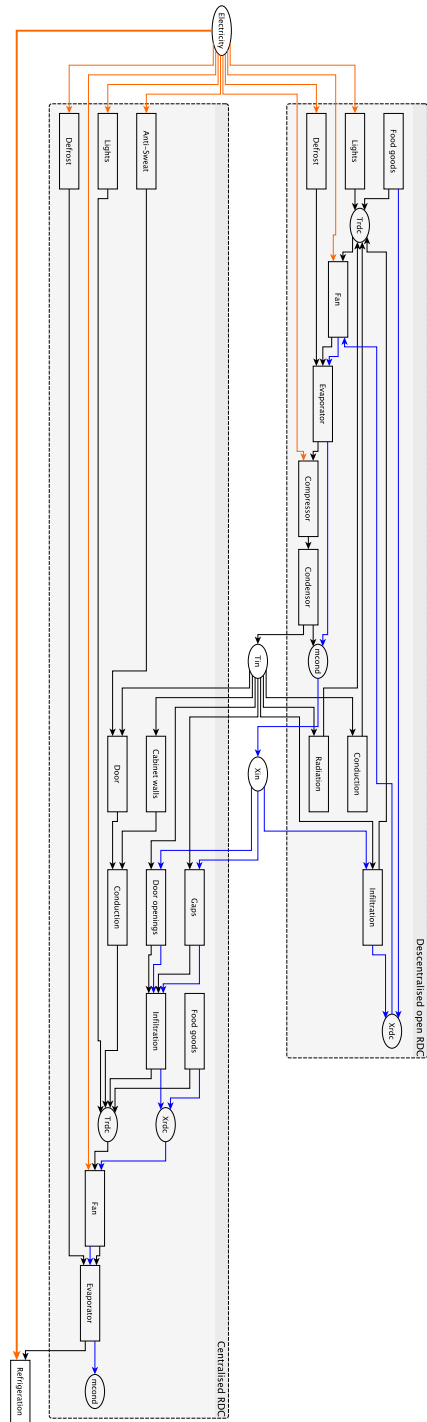 Descentralised open RDC
Food goods
Xrdc
Lights
Trdc
Conduction
Infiltration
Defrost
Fan
Evaporator
Compressor
Condensor
mcond
Radiation
Tin
Xin
Electricity
Centralised RDC
Gaps
Food goods
Anti-Sweat
Cabinet walls
Door openings
Infiltration
Xrdc
Lights
Door
Conduction
Trdc
Fan
Evaporator
mcond
Defrost
Refrigeration